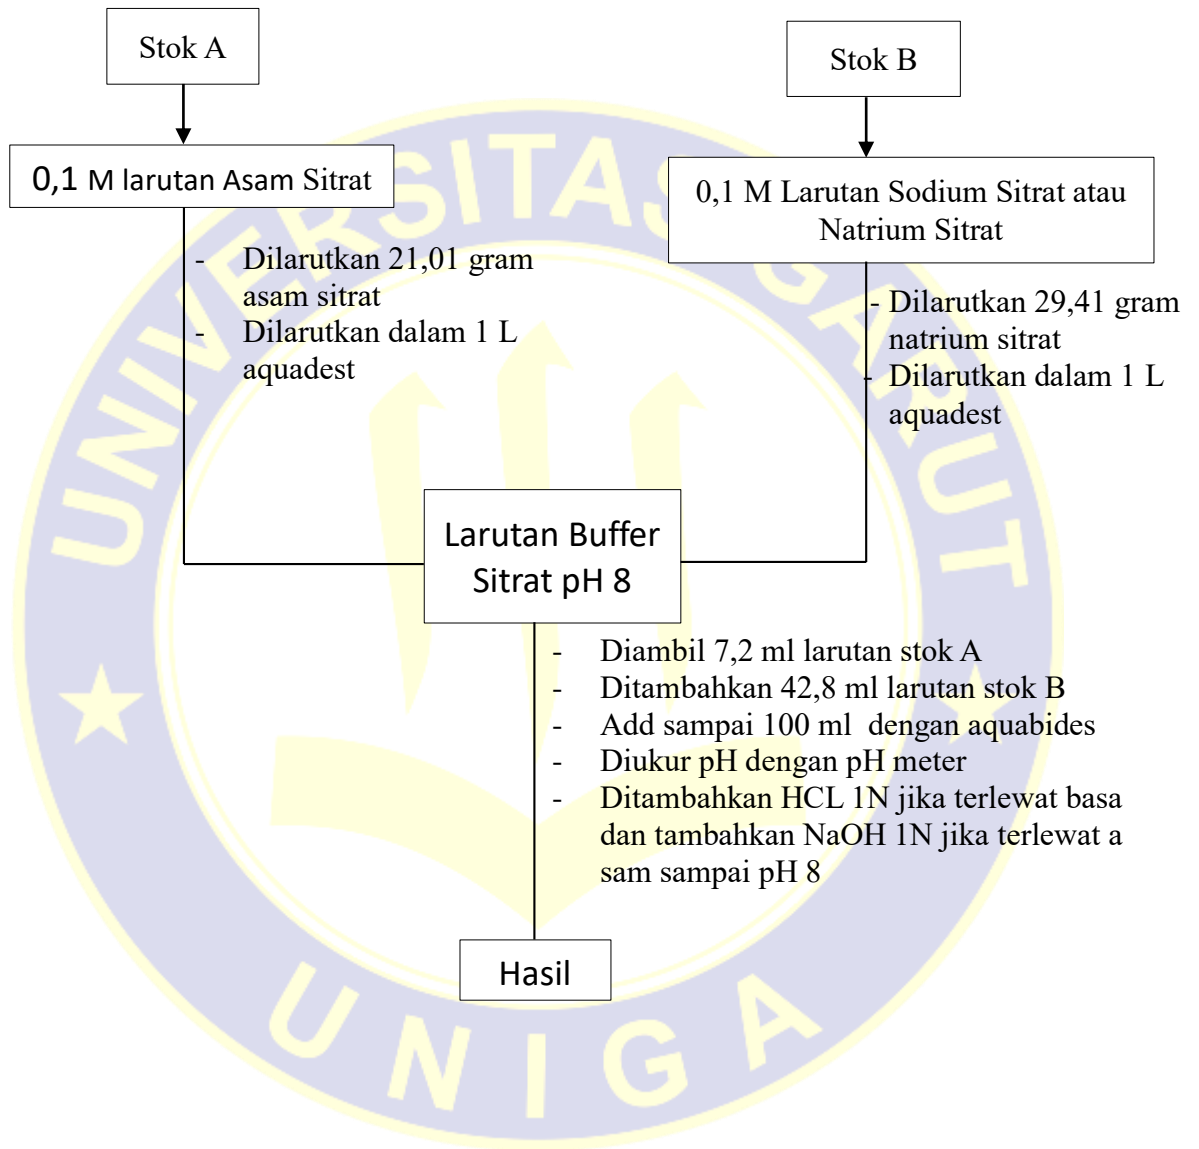 Stok A
Stok B
0,1 M larutan Asam Sitrat
0,1 M Larutan Sodium Sitrat atau
Natrium Sitrat
- Dilarutkan 21,01 gram
asam sitrat
- Dilarutkan dalam 1 L
aquadest
- Dilarutkan 29,41 gram
natrium sitrat
- Dilarutkan dalam 1 L
aquadest
Larutan Buffer
Sitrat pH 8
- Diambil 7,2 ml larutan stok A
- Ditambahkan 42,8 ml larutan stok B
- Add sampai 100 ml dengan aquabides
- Diukur pH dengan pH meter
- Ditambahkan HCL 1N jika terlewat basa
dan tambahkan NaOH 1N jika terlewat a
sam sampai pH 8
Hasil
UNIVERSITAS GARUT
UNIGA